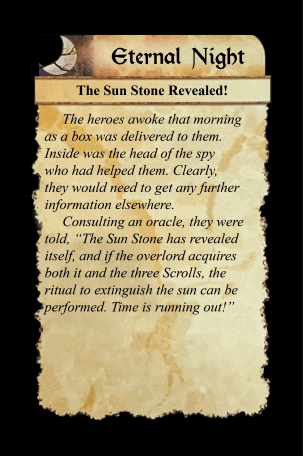 Eternal Night
The Sun Stone Revealed!
The heroes awoke that morning
as a box was delivered to them.
Inside was the head of the spy
who had helped them. Clearly,
they would need to get any further
information elsewhere.
Consulting an oracle, they were
told, “The Sun Stone has revealed
itself, and if the overlord acquires
both it and the three Scrolls, the
ritual to extinguish the sun can be
performed. Time is running out!”